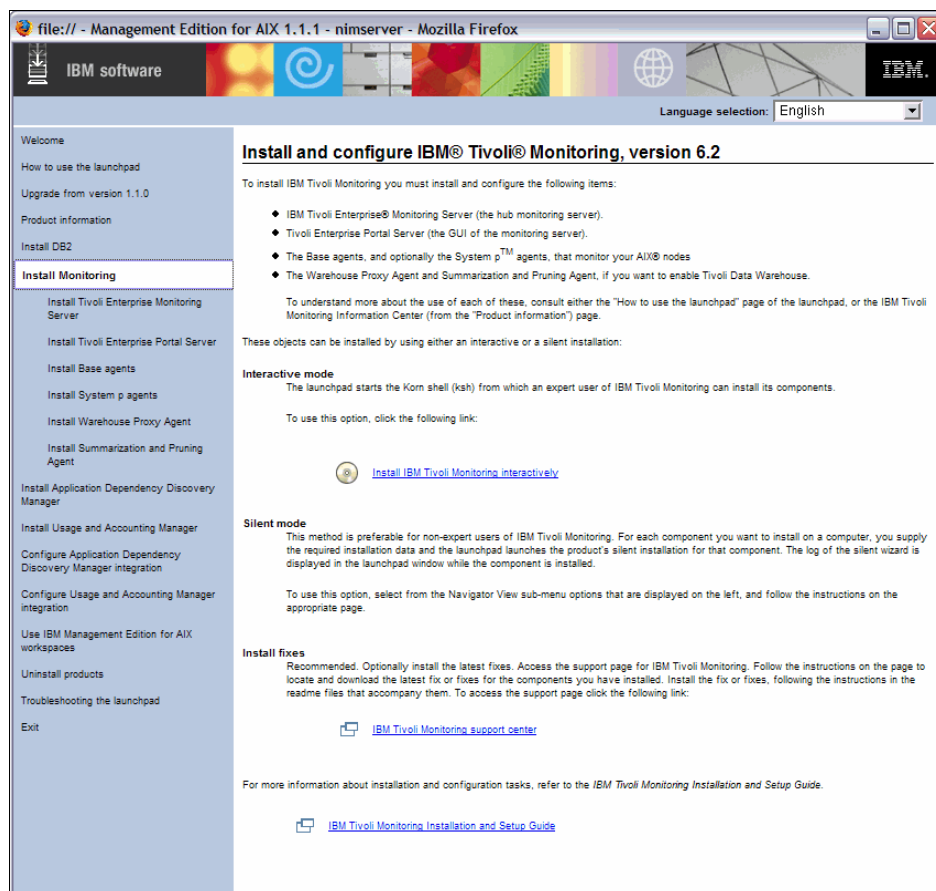 file:// - Management Edition for AIX 1.1.1 - nimserver - Mozilla Firefox
IBM software
IBM.
Language selection: English
Welcome
How to use the launchpad
Upgrade from version 1.1.0
Product information
Install DB2
Install Monitoring
Install Tivoli Enterprise Monitoring
Server
Install Tivoli Enterprise Portal Server
Install Base agents
Install System p agents
Install Warehouse Proxy Agent
Install Summarization and Pruning
Agent
Install Application Dependency Discovery
Manager
Install Usage and Accounting Manager
Configure Application Dependency
Discovery Manager integration
Configure Usage and Accounting Manager
integration
Use IBM Management Edition for AIX
workspaces
Uninstall products
Troubleshooting the launchpad
Exit
Install and configure IBM® Tivoli® Monitoring, version 6.2
To install IBM Tivoli Monitoring you must install and configure the following items:
◆ IBM Tivoli Enterprise® Monitoring Server (the hub monitoring server).
◆ Tivoli Enterprise Portal Server (the GUI of the monitoring server).
◆ The Base agents, and optionally the System p™ agents, that monitor your AIX® nodes
◆ The Warehouse Proxy Agent and Summarization and Pruning Agent, if you want to enable Tivoli Data Warehouse.
To understand more about the use of each of these, consult either the "How to use the launchpad" page of the launchpad, or the IBM Tivoli
Monitoring Information Center (from the "Product information") page.
These objects can be installed by using either an interactive or a silent installation:
Interactive mode
The launchpad starts the Korn shell (ksh) from which an expert user of IBM Tivoli Monitoring can install its components.
To use this option, click the following link:
Install IBM Tivoli Monitoring interactively
Silent mode
This method is preferable for non-expert users of IBM Tivoli Monitoring. For each component you want to install on a computer, you supply
the required installation data and the launchpad launches the product's silent installation for that component. The log of the silent wizard is
displayed in the launchpad window while the component is installed.
To use this option, select from the Navigator View sub-menu options that are displayed on the left, and follow the instructions on the
appropriate page.
Install fixes
Recommended. Optionally install the latest fixes. Access the support page for IBM Tivoli Monitoring. Follow the instructions on the page to
locate and download the latest fix or fixes for the components you have installed. Install the fix or fixes, following the instructions in the
readme files that accompany them. To access the support page click the following link:
IBM Tivoli Monitoring support center
For more information about installation and configuration tasks, refer to the IBM Tivoli Monitoring Installation and Setup Guide.
IBM Tivoli Monitoring Installation and Setup Guide